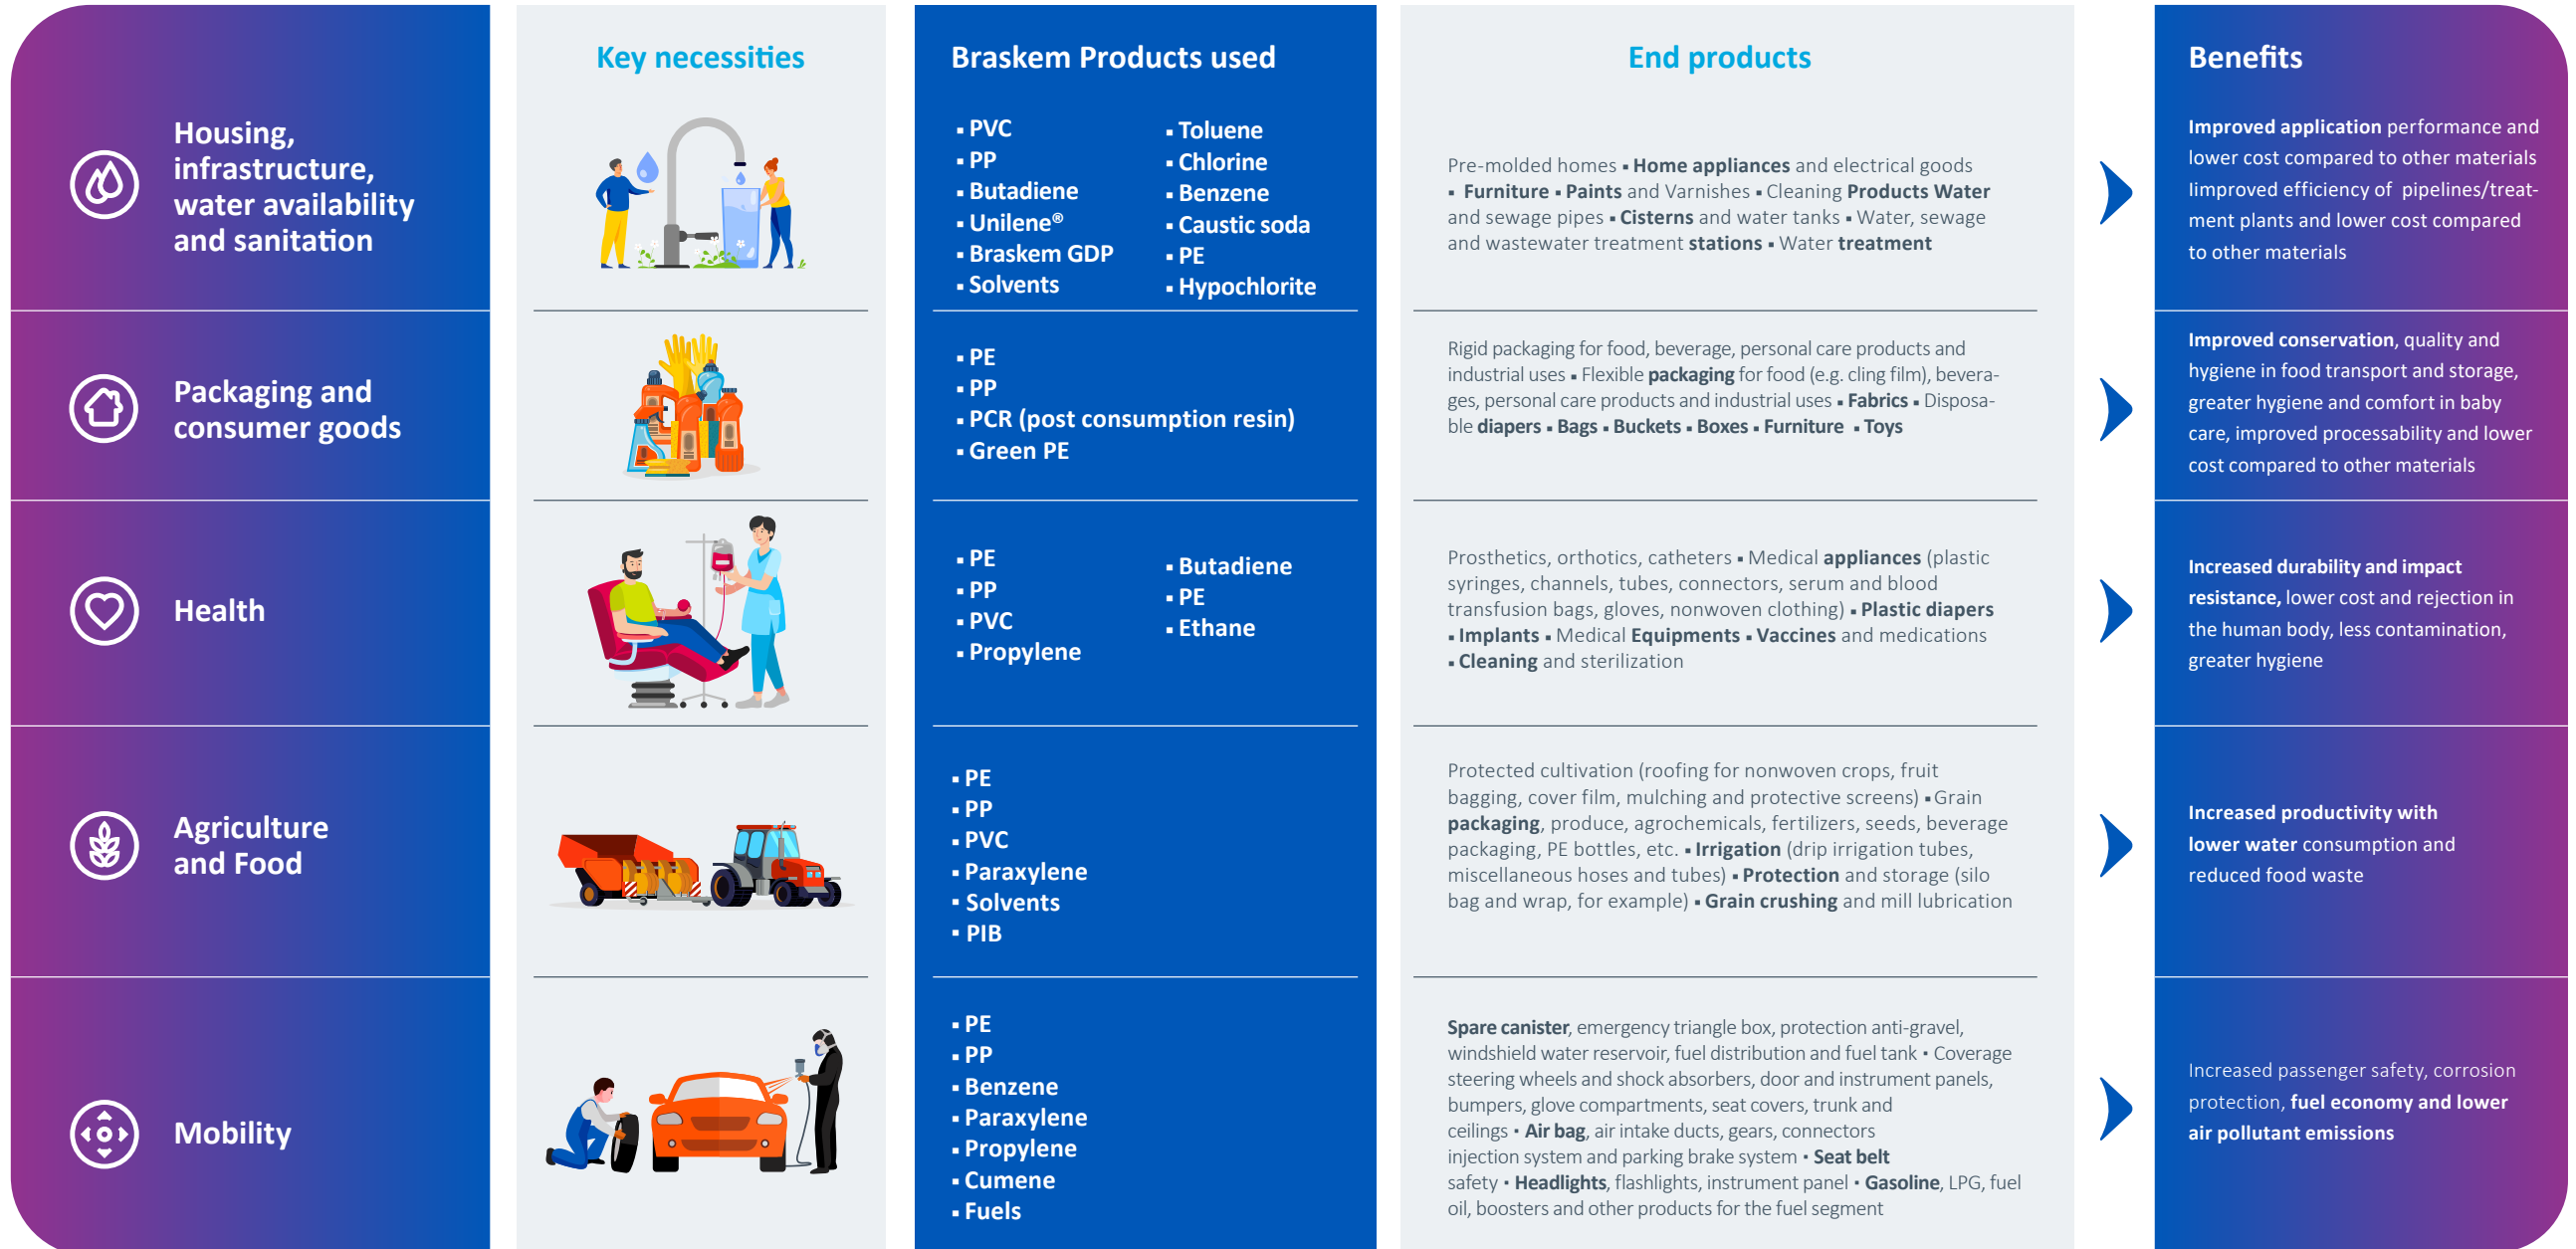 Key necessities
Braskem Products used
End products
Benefits
Housing,
infrastructure,
water availability
and sanitation
▪ PVC
▪ PP
▪ Butadiene
▪ Unilene®
▪ Braskem GDP
▪ Solvents
▪ Toluene
▪ Chlorine
▪ Benzene
▪ Caustic soda
▪ PE
▪ Hypochlorite
Pre-molded homes ▪ Home appliances and electrical goods
▪ Furniture ▪ Paints and Varnishes ▪ Cleaning Products Water
and sewage pipes ▪ Cisterns and water tanks ▪ Water, sewage
and wastewater treatment stations ▪ Water treatment
Improved application performance and
lower cost compared to other materials
Iimproved efficiency of pipelines/treat-
ment plants and lower cost compared
to other materials
Packaging and
consumer goods
▪ PE
▪ PP
▪ PCR (post consumption resin)
▪ Green PE
Rigid packaging for food, beverage, personal care products and
industrial uses ▪ Flexible packaging for food (e.g. cling film), bevera-
ges, personal care products and industrial uses ▪ Fabrics ▪ Disposa-
ble diapers ▪ Bags ▪ Buckets ▪ Boxes ▪ Furniture ▪ Toys
Improved conservation, quality and
hygiene in food transport and storage,
greater hygiene and comfort in baby
care, improved processability and lower
cost compared to other materials
Health
▪ PE
▪ PP
▪ PVC
▪ Propylene
▪ Butadiene
▪ PE
▪ Ethane
Prosthetics, orthotics, catheters ▪ Medical appliances (plastic
syringes, channels, tubes, connectors, serum and blood
transfusion bags, gloves, nonwoven clothing) ▪ Plastic diapers
▪ Implants ▪ Medical Equipments ▪ Vaccines and medications
▪ Cleaning and sterilization
Increased durability and impact
resistance, lower cost and rejection in
the human body, less contamination,
greater hygiene
Agriculture
and Food
▪ PE
▪ PP
▪ PVC
▪ Paraxylene
▪ Solvents
▪ PIB
Protected cultivation (roofing for nonwoven crops, fruit
bagging, cover film, mulching and protective screens) ▪ Grain
packaging, produce, agrochemicals, fertilizers, seeds, beverage
packaging, PE bottles, etc. ▪ Irrigation (drip irrigation tubes,
miscellaneous hoses and tubes) ▪ Protection and storage (silo
bag and wrap, for example) ▪ Grain crushing and mill lubrication
Increased productivity with
lower water consumption and
reduced food waste
Mobility
▪ PE
▪ PP
▪ Benzene
▪ Paraxylene
▪ Propylene
▪ Cumene
▪ Fuels
Spare canister, emergency triangle box, protection anti-gravel,
windshield water reservoir, fuel distribution and fuel tank ▪ Coverage
steering wheels and shock absorbers, door and instrument panels,
bumpers, glove compartments, seat covers, trunk and
ceilings ▪ Air bag, air intake ducts, gears, connectors
injection system and parking brake system ▪ Seat belt
safety ▪ Headlights, flashlights, instrument panel ▪ Gasoline, LPG, fuel
oil, boosters and other products for the fuel segment
Increased passenger safety, corrosion
protection, fuel economy and lower
air pollutant emissions